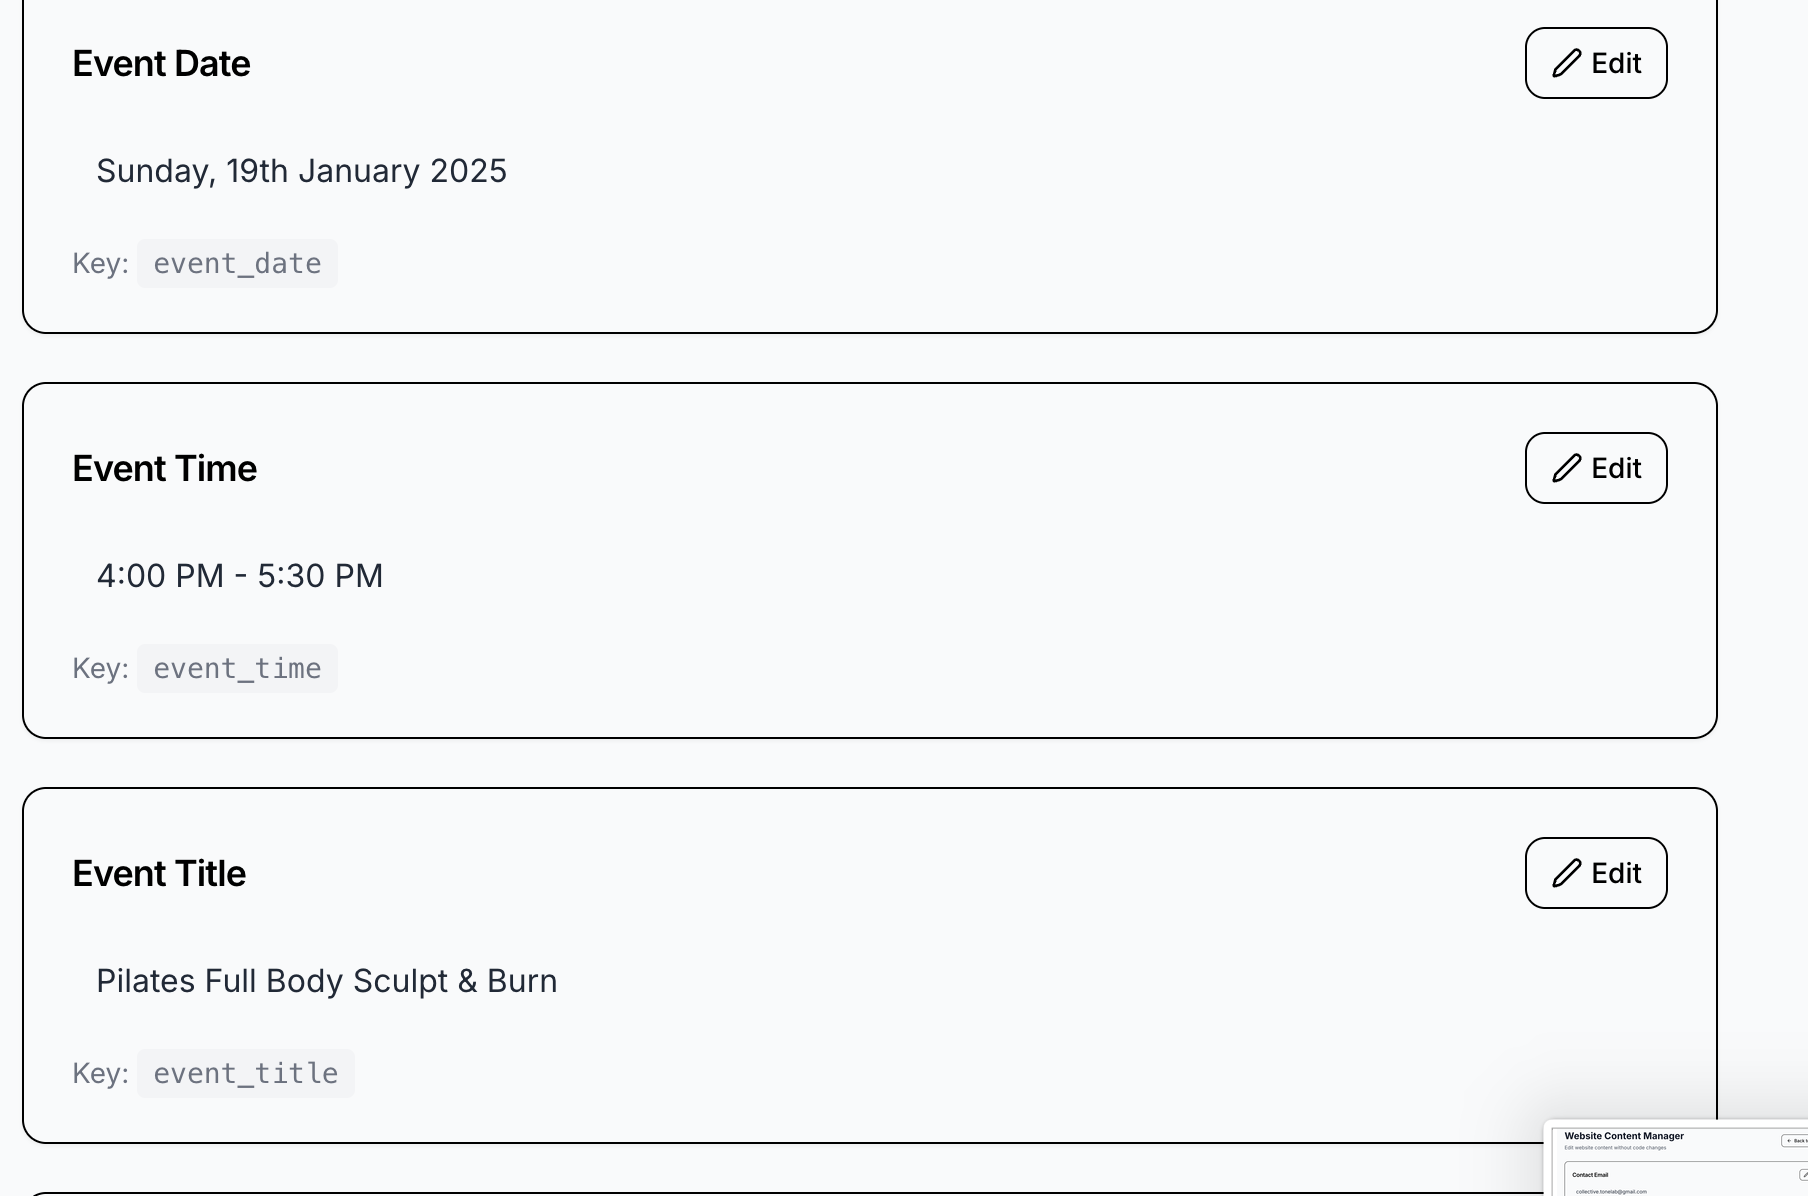 Event Date
Edit
Sunday, 19th January 2025
Key: event_date
Event Time
Edit
4:00 PM - 5:30 PM
Key: event_time
Event Title
Edit
Pilates Full Body Sculpt & Burn
Key: event_title
Website Content Manager
Back
Edit website content without code changes
Contact Email
collective.tonelab@gmail.com